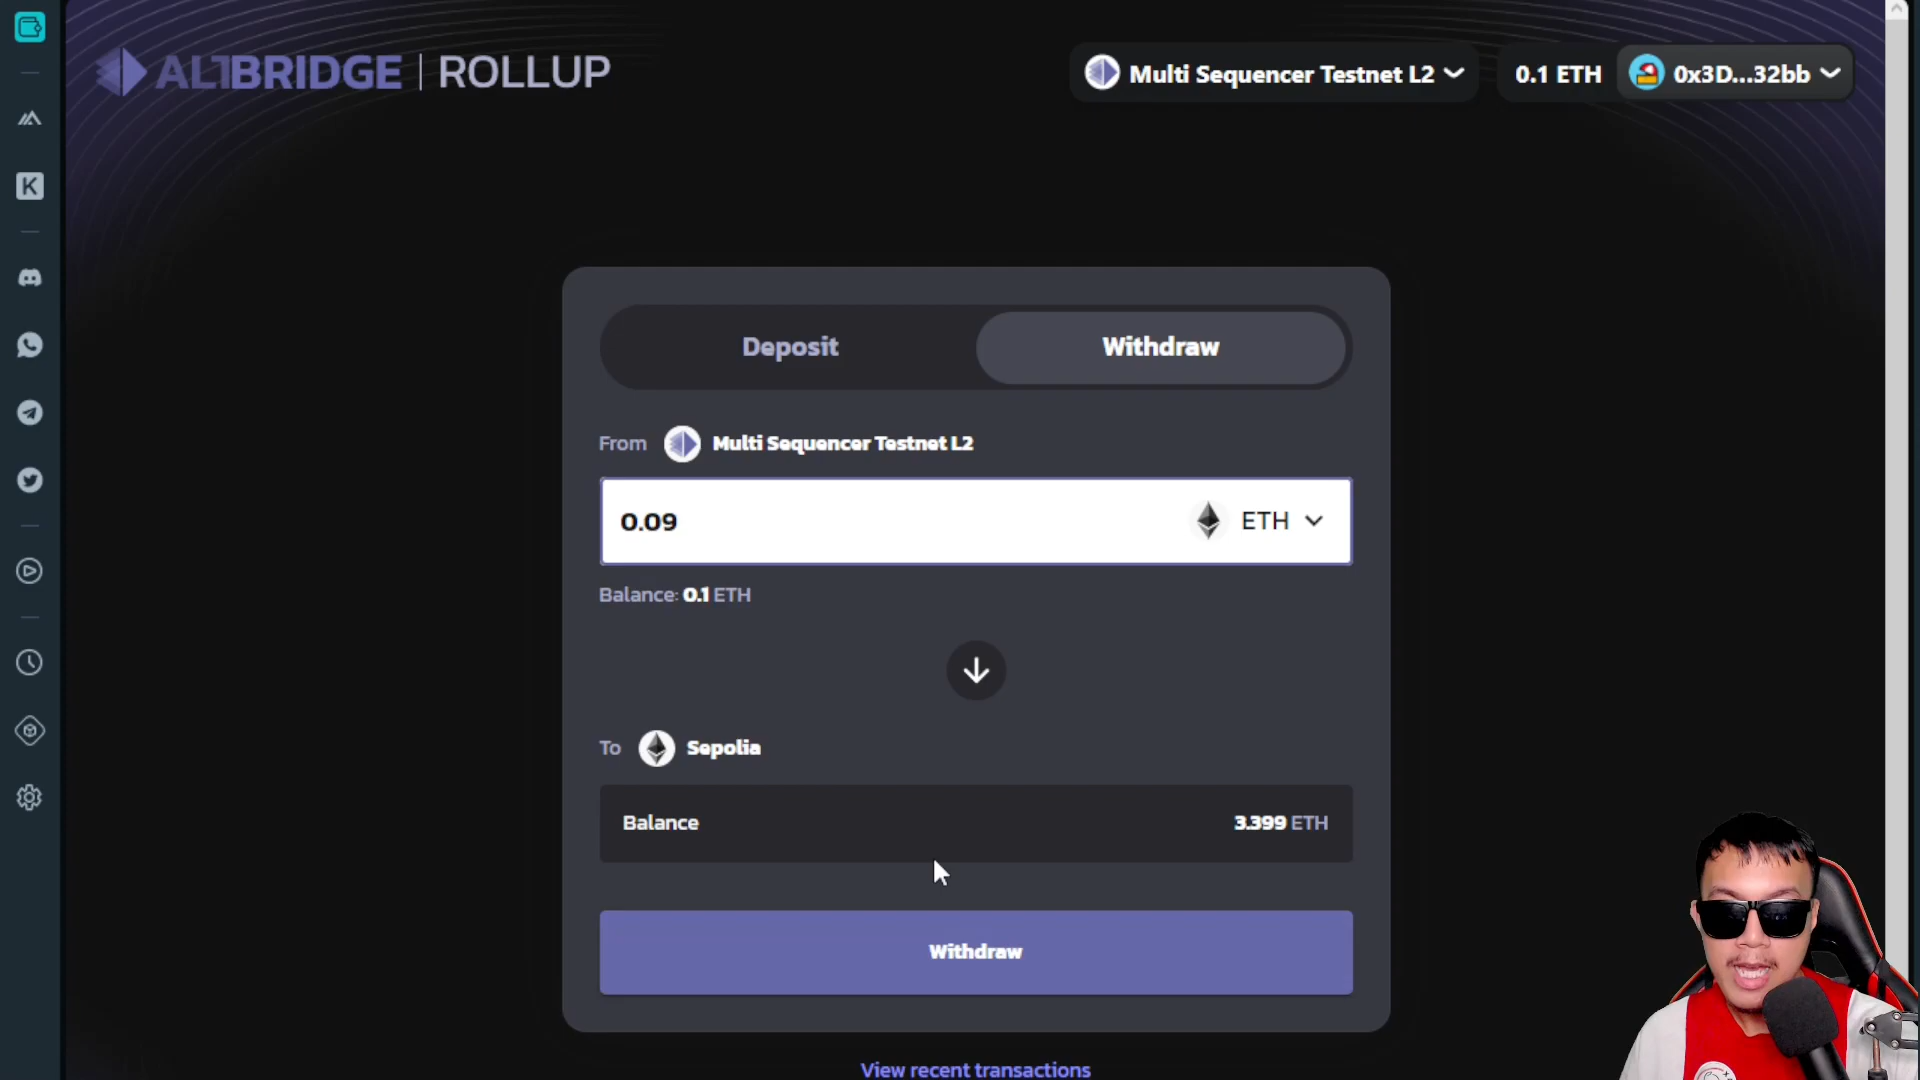 ALTBRIDGE | ROLLUP
Multi Sequencer Testnet L2
0.1 ETH
0x3D...32bb
Deposit
Withdraw
From Multi Sequencer Testnet L2
0.09
ETH
Balance: 0.1 ETH
To Sepolia
Balance
3.399 ETH
Withdraw
View recent transactions